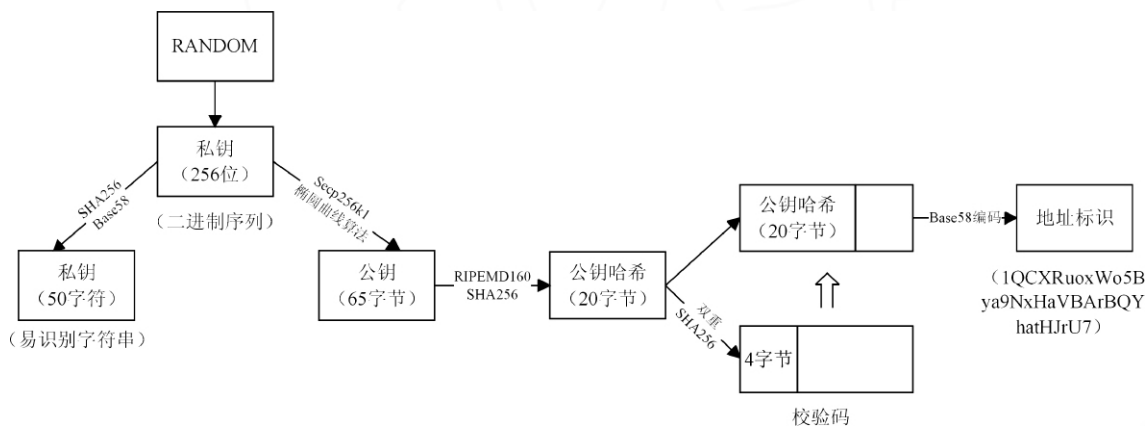 RANDOM
私钥
（256位）
（二进制序列）
SHA256
Base58
Secp256k1
椭圆曲线算法
私钥
（50字符）
（易识别字符串）
公钥
（65字节）
RIPEMD160
SHA256
公钥哈希
（20字节）
双重
SHA256
公钥哈希
（20字节）
4字节
校验码
Base58编码
地址标识
（1QCXRuoxWo5B
ya9NxHaVBArBQY
hatHJrU7）